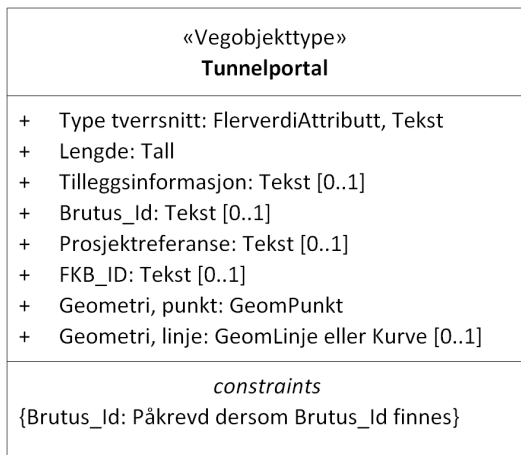 «Vegobjekttype»
Tunnelportal
+ Type tverrsnitt: FlerverdiAttributt, Tekst
+ Lengde: Tall
+ Tilleggsinformasjon: Tekst [0..1]
+ Brutus_Id: Tekst [0..1]
+ Prosjektreferanse: Tekst [0..1]
+ FKB_ID: Tekst [0..1]
+ Geometri, punkt: GeomPunkt
+ Geometri, linje: GeomLinje eller Kurve [0..1]
constraints
{Brutus_Id: Påkrevd dersom Brutus_Id finnes}